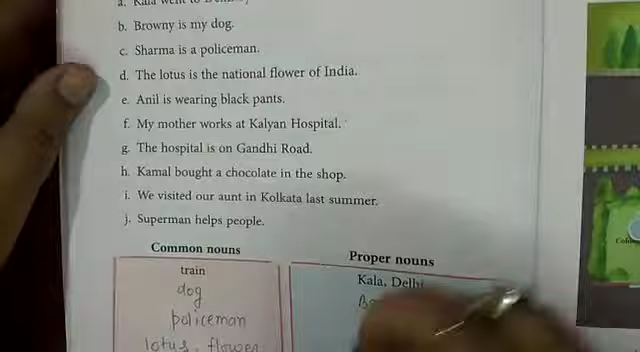 b. Browny is my dog.
c. Sharma is a policeman.
d. The lotus is the national flower of India.
e. Anil is wearing black pants.
f. My mother works at Kalyan Hospital.
g. The hospital is on Gandhi Road.
h. Kamal bought a chocolate in the shop.
i. We visited our aunt in Kolkata last summer.
j. Superman helps people.
Common nouns
Proper nouns
train
Kala, Delhi
dog
policeman
lotus, flower